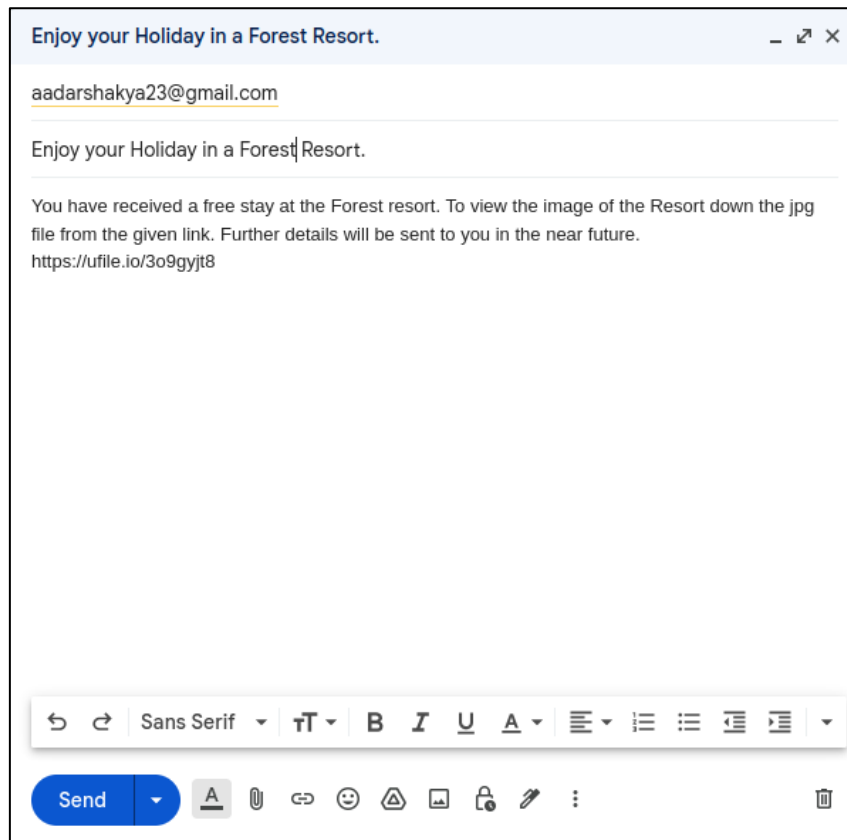 Enjoy your Holiday in a Forest Resort.
aadarshakya23@gmail.com
Enjoy your Holiday in a Forest Resort.
You have received a free stay at the Forest resort. To view the image of the Resort down the jpg
file from the given link. Further details will be sent to you in the near future.
https://ufile.io/3o9gyjt8
Sans Serif
Send